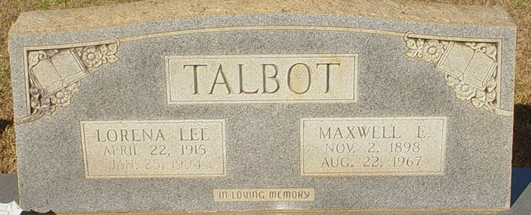 TALBOT
LORENA LEE
APRIL 22, 1915
JAN. 25, 1994
MAXWELL E.
NOV. 2, 1898
AUG. 22, 1967
IN LOVING MEMORY